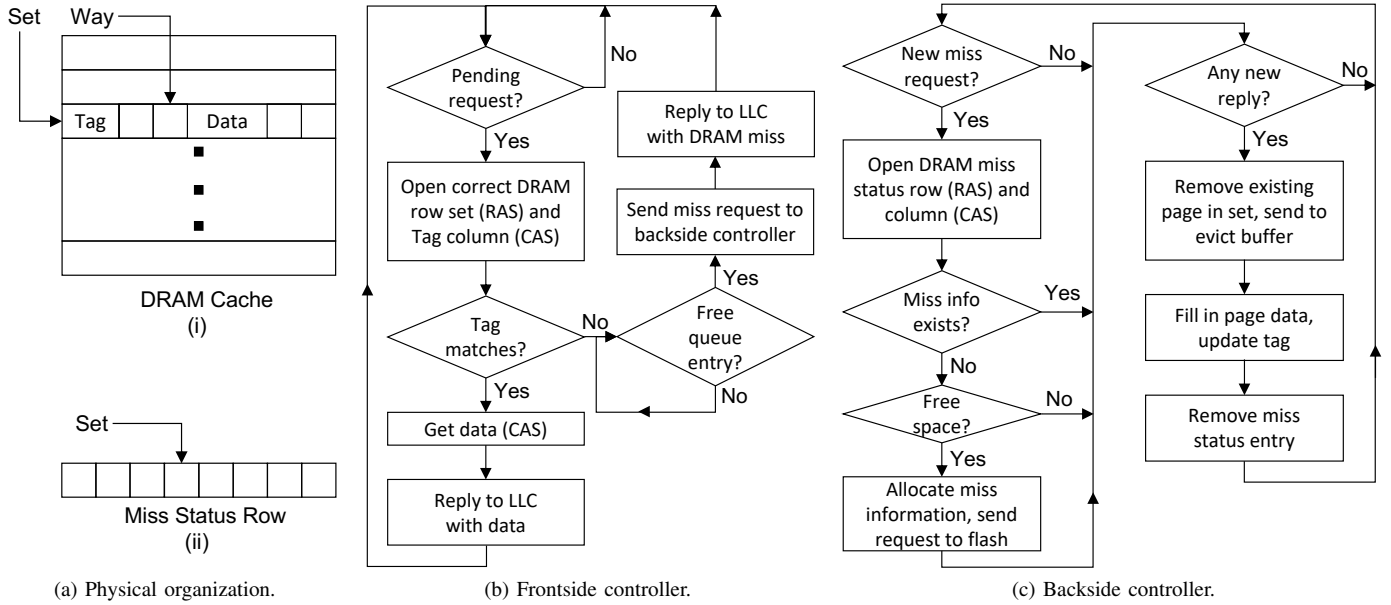 Set
Way
Tag
Data
DRAM Cache
(i)
Set
Miss Status Row
(ii)
(a) Physical organization.
Pending
request?
No
Yes
Open correct DRAM
row set (RAS) and
Tag column (CAS)
Tag
matches?
No
Yes
Get data (CAS)
Reply to LLC
with data
Reply to LLC
with DRAM miss
Send miss request to
backside controller
Yes
Free
queue
entry?
No
(b) Frontside controller.
New miss
request?
No
Yes
Open DRAM miss
status row (RAS) and
column (CAS)
Miss info
exists?
Yes
No
Free
space?
No
Yes
Allocate miss
information, send
request to flash
Any new
reply?
No
Yes
Remove existing
page in set, send to
evict buffer
Fill in page data,
update tag
Remove miss
status entry
(c) Backside controller.